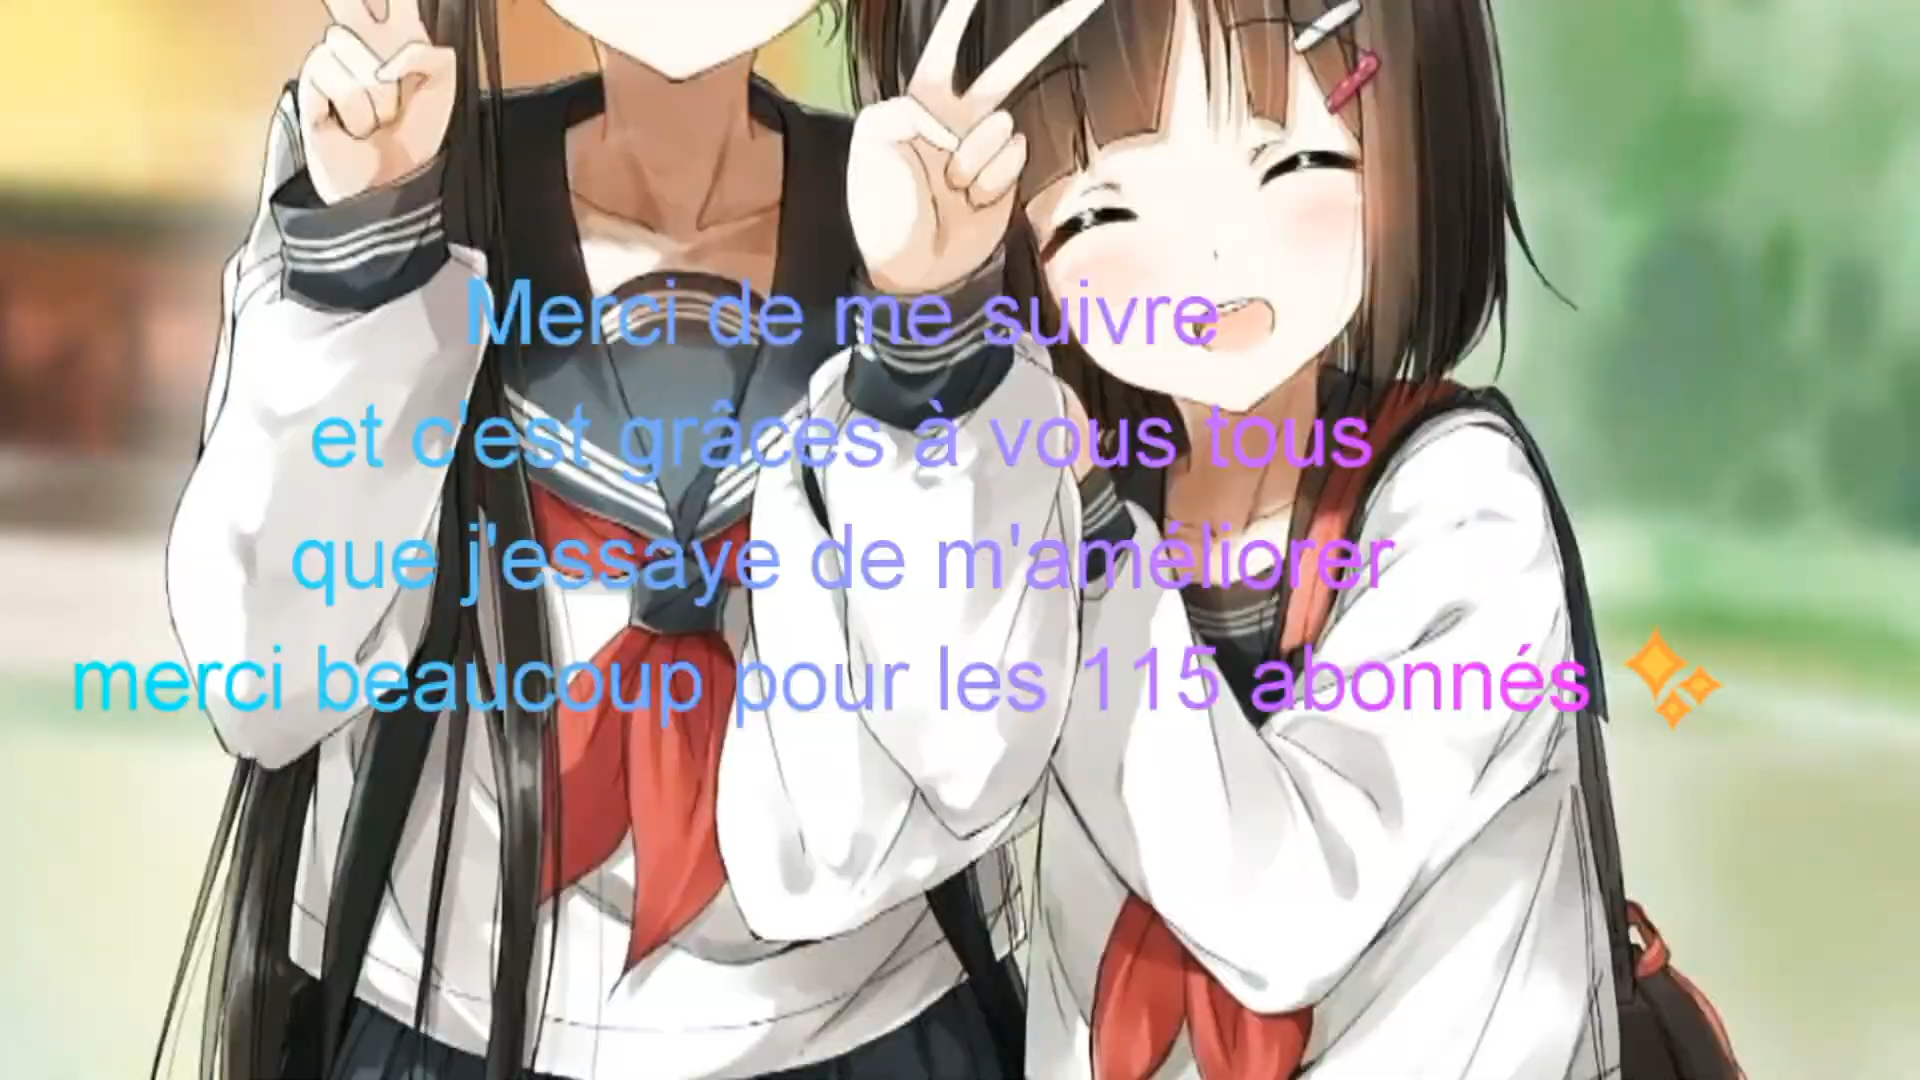 Merci de me suivre
et c'est grâces à vous tous
que j'essaye de m'améliorer
merci beaucoup pour les 115 abonnés ✨